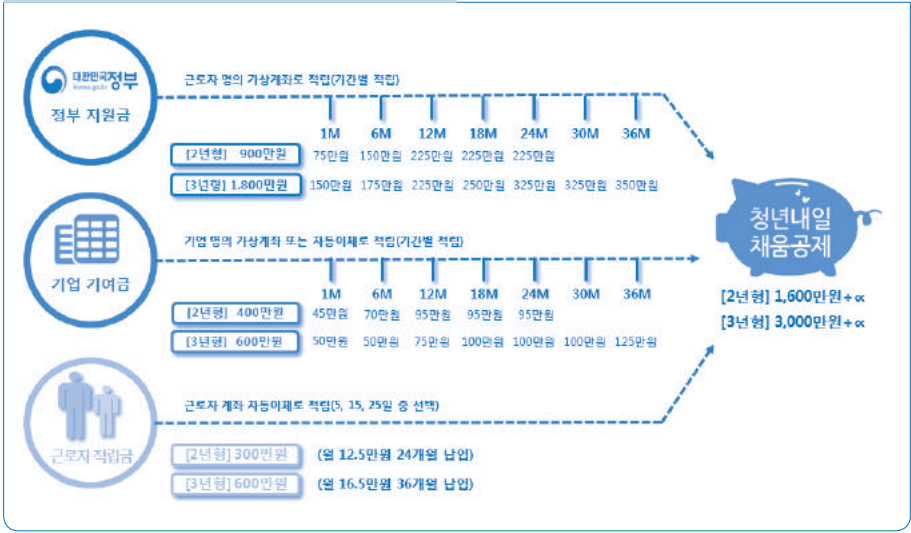 대한민국정부
정부 지원금
근로자 명의 가상계좌로 적립(기간별 적립)
1M 6M 12M 18M 24M 30M 36M
[2년형] 900만원 75만원 150만원 225만원 225만원 225만원
[3년형] 1.800만원 150만원 175만원 225만원 250만원 325만원 325만원 350만원
기업 기여금
기업 명의 가상계좌 또는 자동이체로 적립(기간별 적립)
1M 6M 12M 18M 24M 30M 36M
[2년형] 400만원 45만원 70만원 95만원 95만원 95만원
[3년형] 600만원 50만원 50만원 75만원 100만원 100만원 100만원 125만원
청년내일
채움공제
[2년형] 1,600만원+∝
[3년형] 3,000만원+∝
근로자 적립금
근로자 계좌 자동이체로 적립(5, 15, 25일 중 선택)
[2년형] 300만원 (월 12.5만원 24개월 납입)
[3년형] 600만원 (월 16.5만원 36개월 납입)